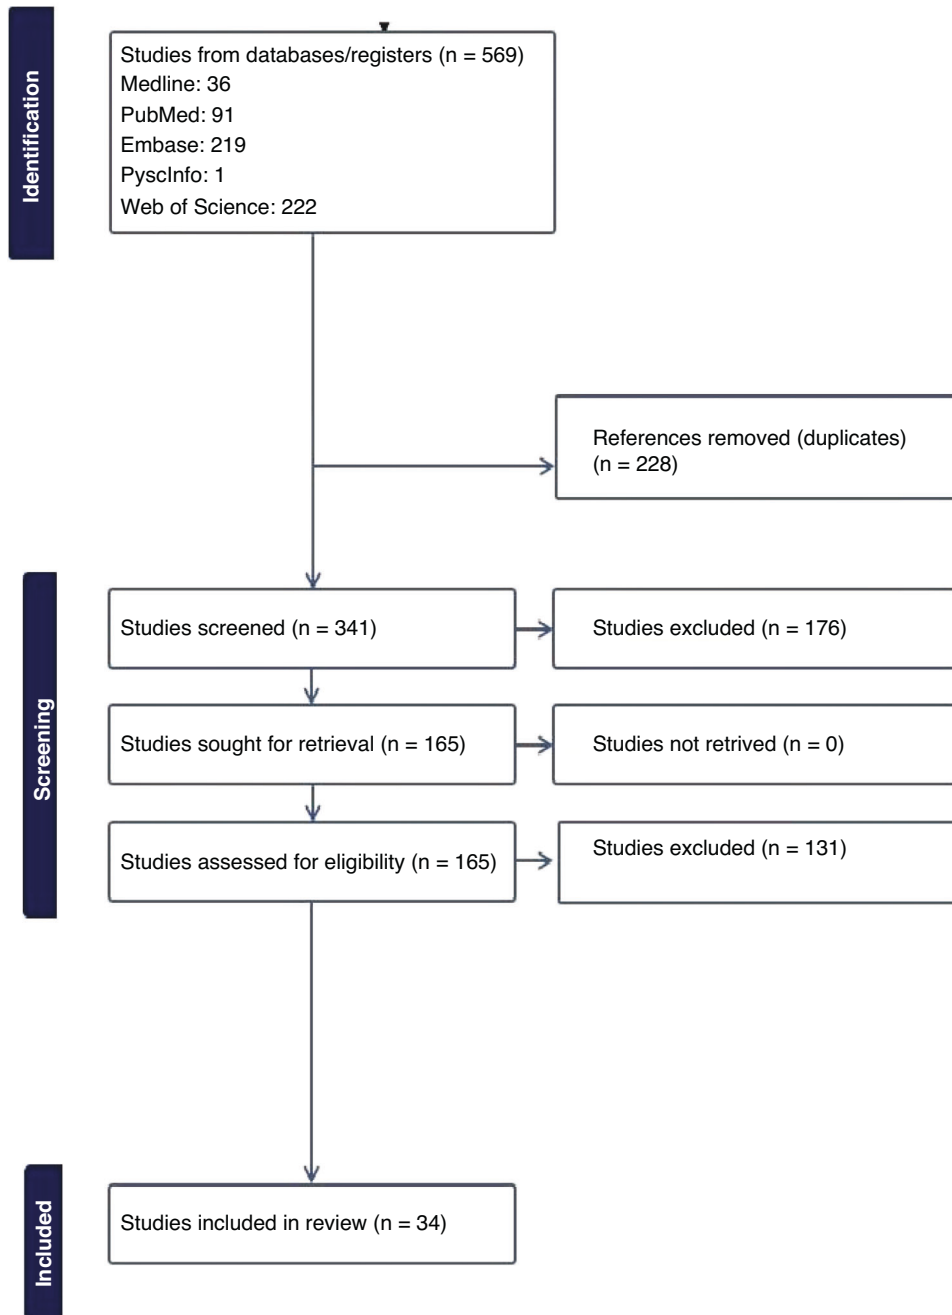 Identification
Studies from databases/registers (n = 569)
Medline: 36
PubMed: 91
Embase: 219
PyscInfo: 1
Web of Science: 222
References removed (duplicates)
(n = 228)
Screening
Studies screened (n = 341)
Studies excluded (n = 176)
Studies sought for retrieval (n = 165)
Studies not retrived (n = 0)
Studies assessed for eligibility (n = 165)
Studies excluded (n = 131)
Included
Studies included in review (n = 34)